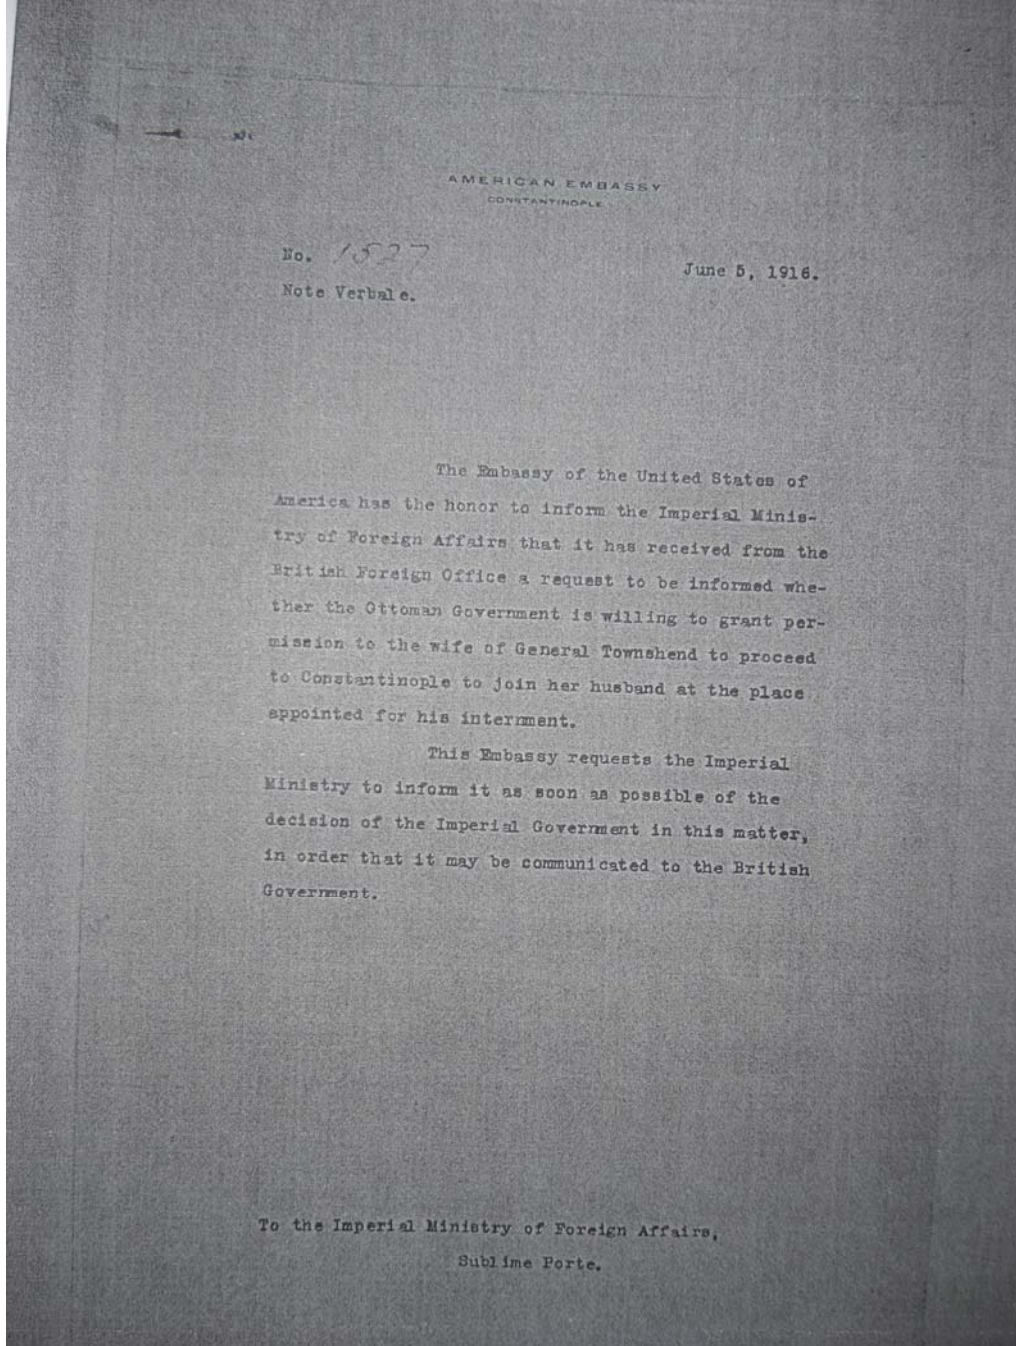 AMERICAN EMBASSY
CONSTANTINOPLE
No. 1527
June 5, 1916.
Note Verbale.
The Embassy of the United States of
America has the honor to inform the Imperial Minis-
try of Foreign Affairs that it has received from the
British Foreign Office a request to be informed whe-
ther the Ottoman Government is willing to grant per-
mission to the wife of General Townshend to proceed
to Constantinople to join her husband at the place
appointed for his internment.
This Embassy requests the Imperial
Ministry to inform it as soon as possible of the
decision of the Imperial Government in this matter,
in order that it may be communicated to the British
Government.
To the Imperial Ministry of Foreign Affairs,
Sublime Porte.